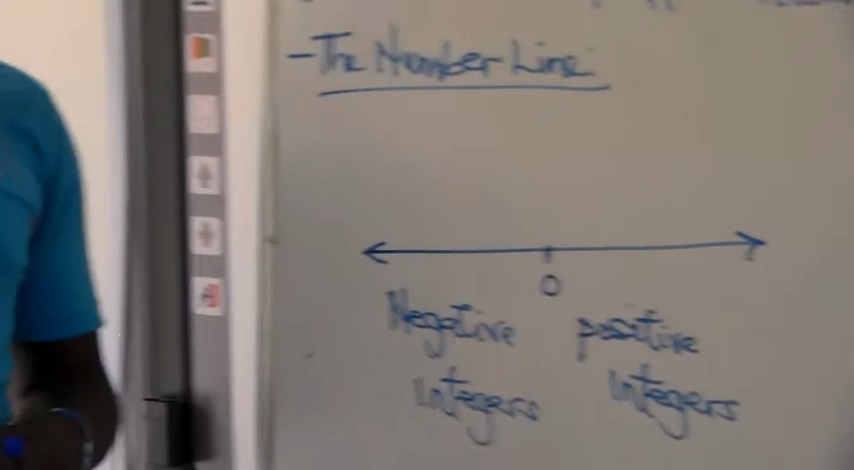 - The Number Line
0
Negative positive
Integers Integers